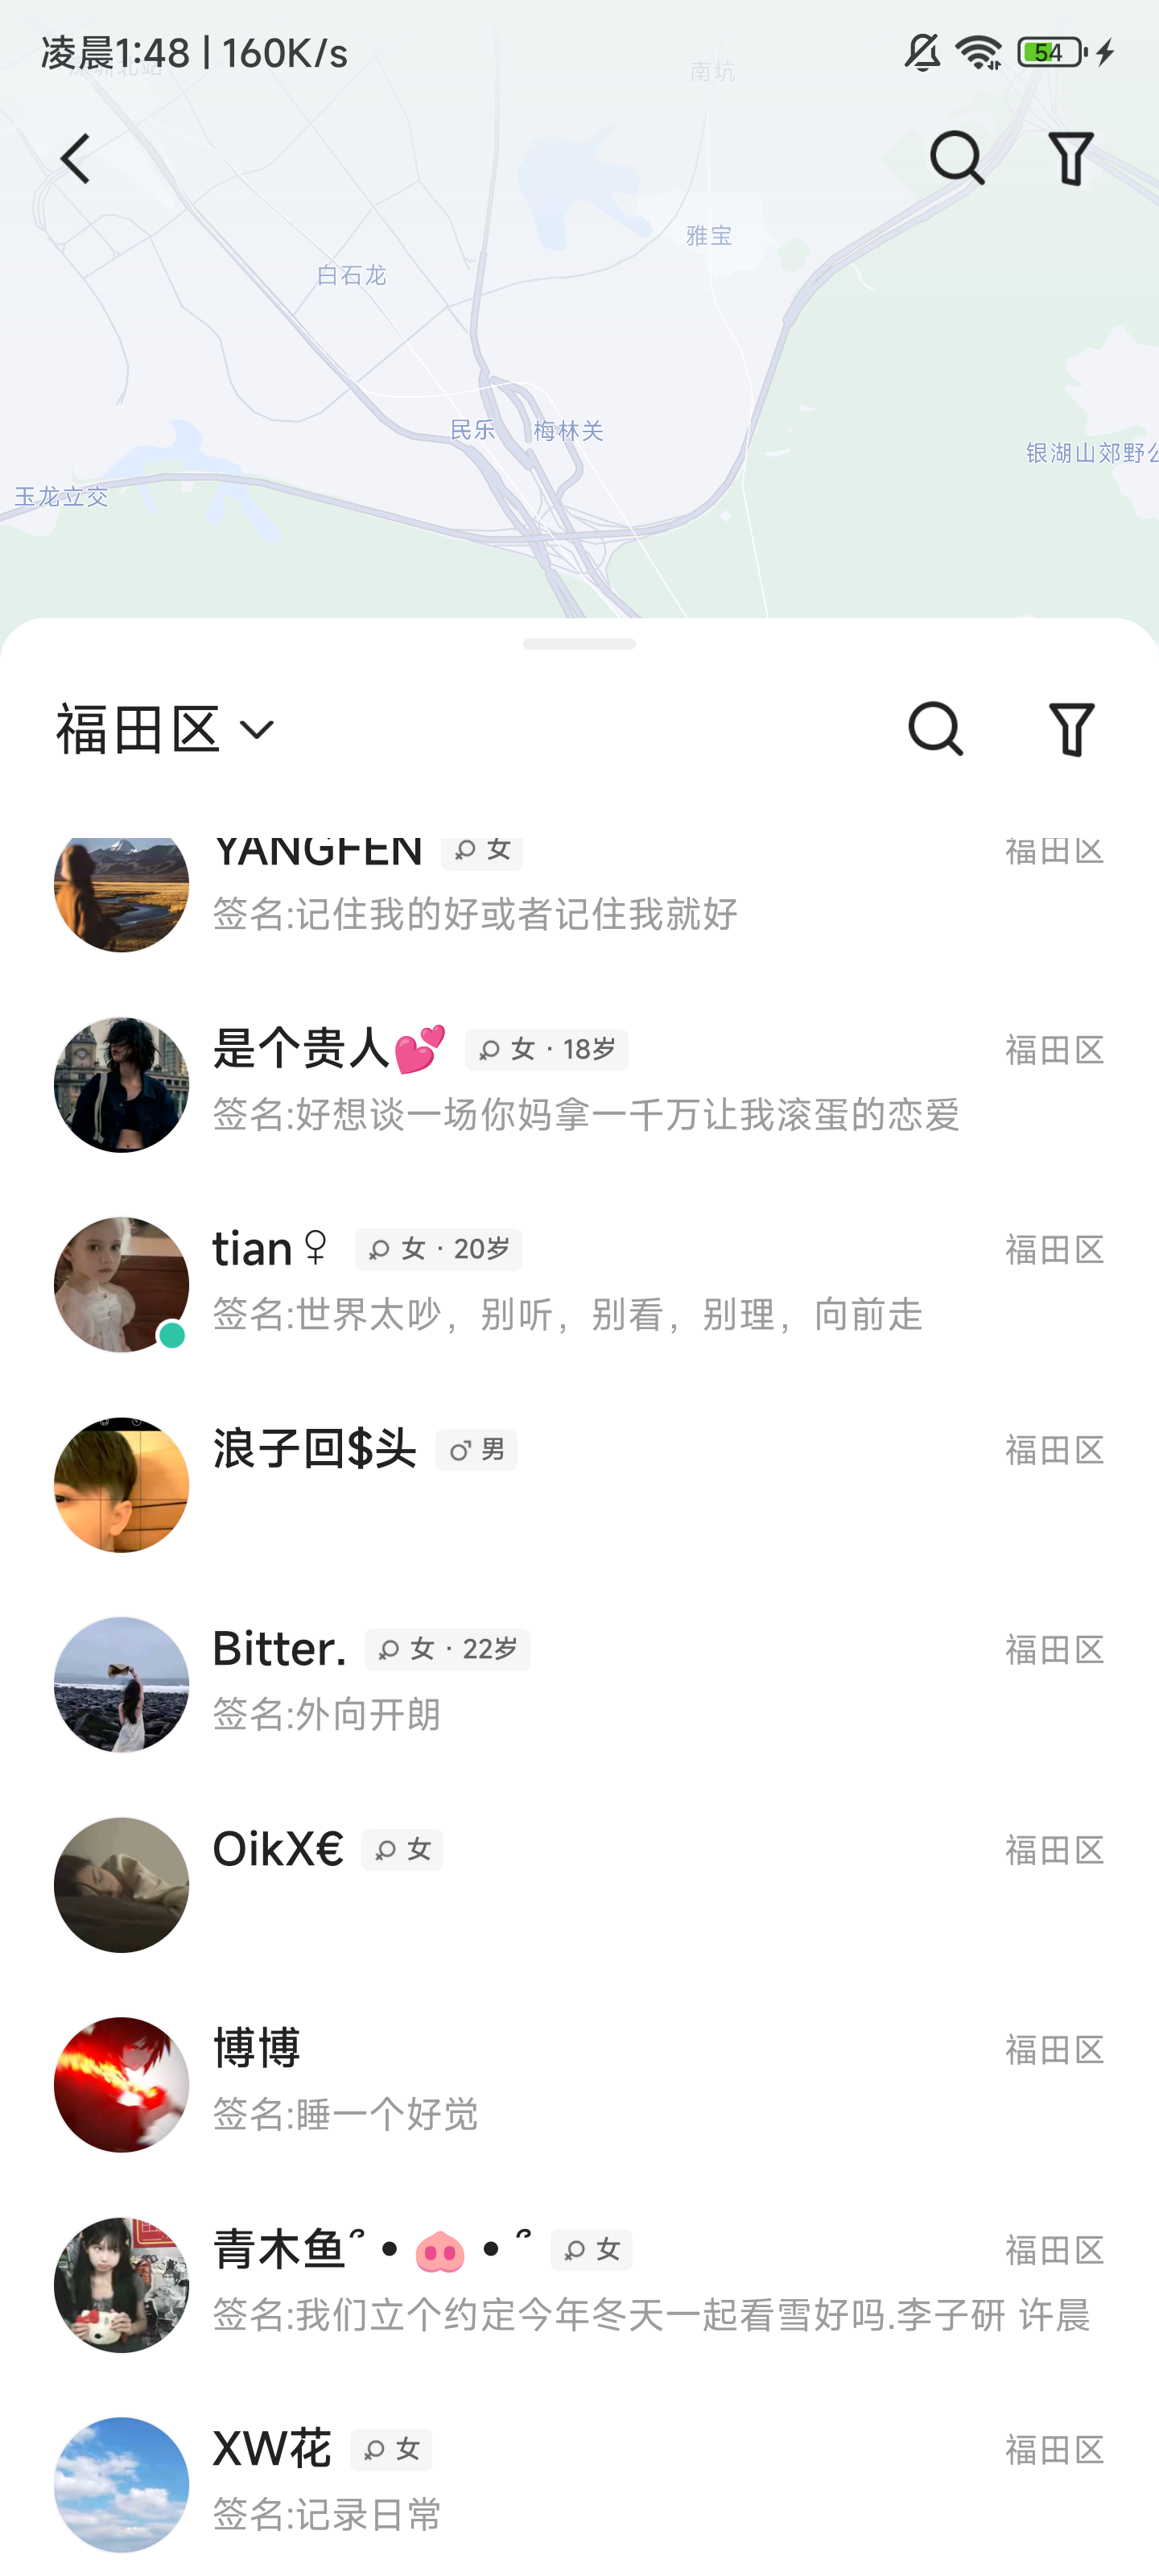 凌晨1:48 | 160K/s
54
深圳北站
南坑
雅宝
白石龙
民乐
梅林关
银湖山郊野公
玉龙立交
福田区
YANGFEN 女 福田区
签名:记住我的好或者记住我就好
是个贵人💕 女 · 18岁 福田区
签名:好想谈一场你妈拿一千万让我滚蛋的恋爱
tian♀ 女 · 20岁 福田区
签名:世界太吵，别听，别看，别理，向前走
浪子回$头 男 福田区
Bitter. 女 · 22岁 福田区
签名:外向开朗
OikX€ 女 福田区
博博 福田区
签名:睡一个好觉
青木鱼՞•🐽•՞ 女 福田区
签名:我们立个约定今年冬天一起看雪好吗.李子研 许晨
XW花 女 福田区
签名:记录日常